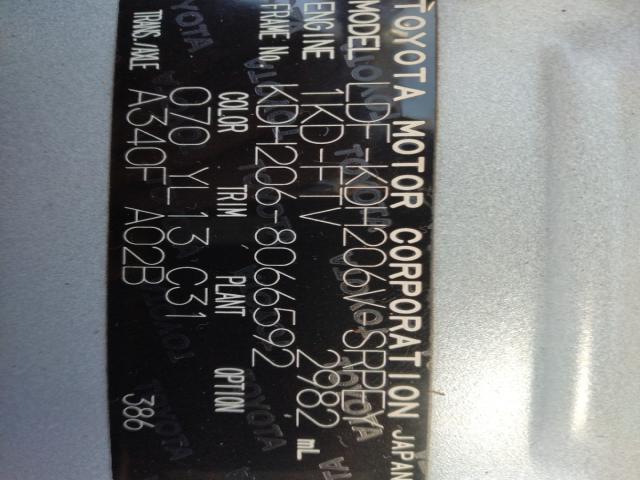 TOYOTA MOTOR CORPORATION JAPAN
MODEL LDF-KDH206V-SRPEY
ENGINE 1KD-FTV 2982 mL
FRAME No. KDH206-8066592
COLOR TRIM PLANT OPTION
070 YL13 C31
TRANS./AXLE A340F A02B 386